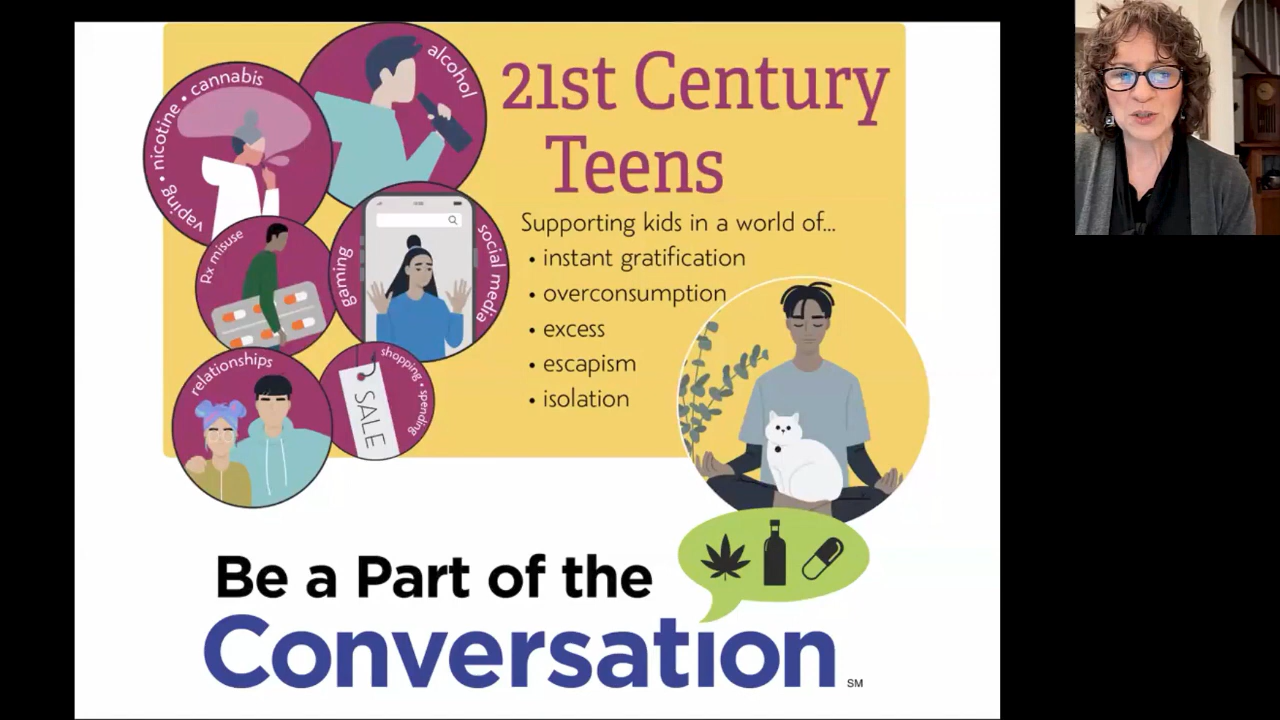 alcohol
vaping • nicotine • cannabis
21st Century
Teens
Supporting kids in a world of...
• instant gratification
• overconsumption
• excess
• escapism
• isolation
Rx misuse
gaming
social media
relationships
shopping • spending
SALE
Be a Part of the
Conversation
SM